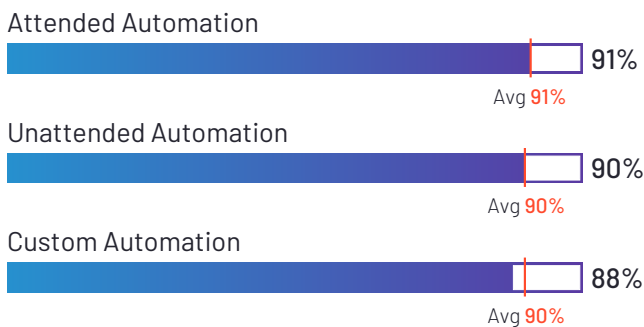 Attended Automation
91%
Avg 91%
Unattended Automation
90%
Avg 90%
Custom Automation
88%
Avg 90%